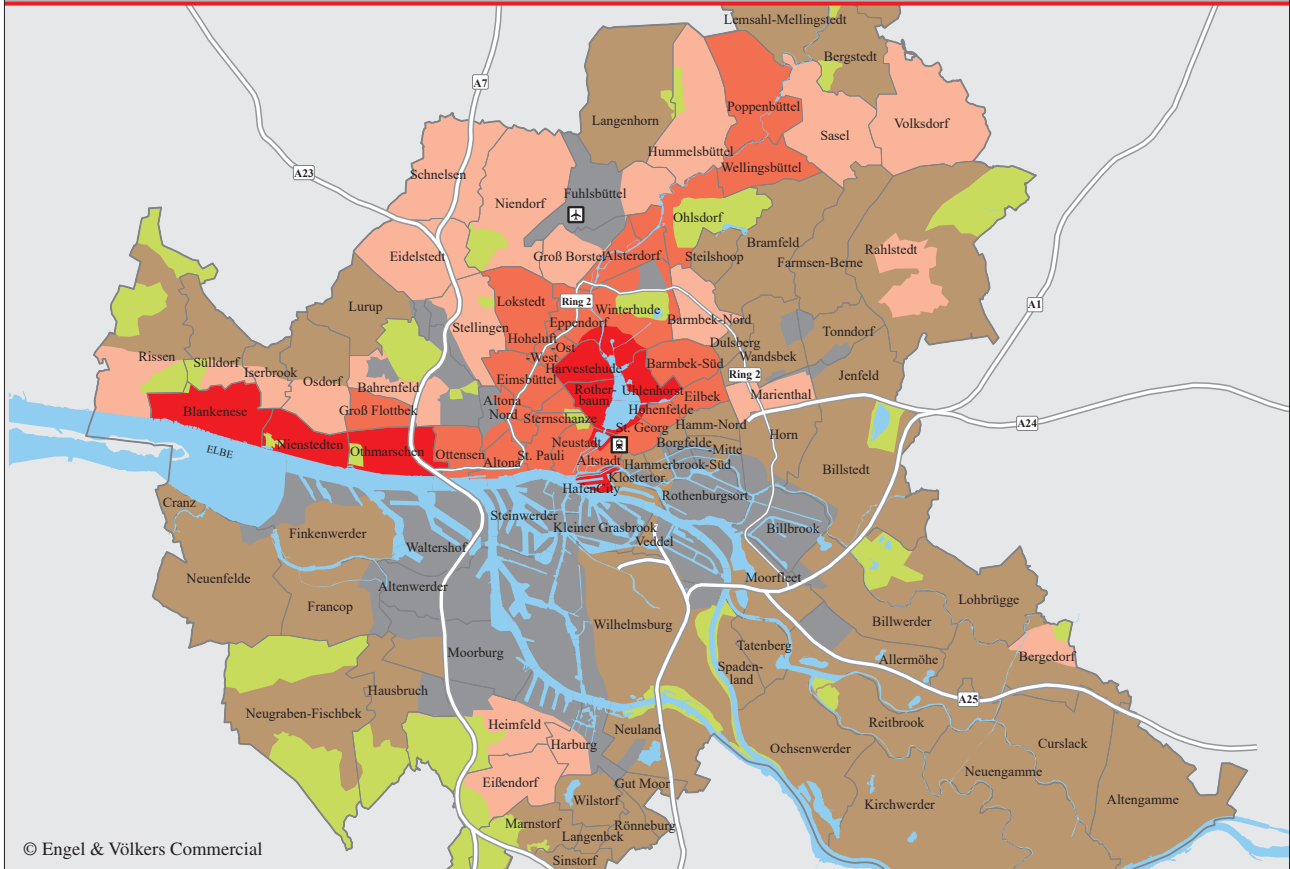 Lemsahl-Mellingstedt
Bergstedt
A7
Poppenbüttel
Langenhorn
Volksdorf
Sasel
Hummelsbüttel
Wellingsbüttel
A23
Schnelsen
Fuhlsbüttel
Niendorf
Ohlsdorf
Bramfeld
Rahlstedt
Eidelstedt
Groß Borstel
Alsterdorf
Steilshoop
Farmsen-Berne
Lurup
Lokstedt
Ring 2
Winterhude
A1
Stellingen
Eppendorf
Barmbek-Nord
Tonndorf
Hoheluft
-Ost
-West
Dulsberg
Wandsbek
Rissen
Sülldorf
Iserbrook
Osdorf
Bahrenfeld
Harvestehude
Barmbek-Süd
Ring 2
Jenfeld
Eimsbüttel
Rother-
baum
Uhlenhorst
Eilbek
Marienthal
Blankenese
Groß Flottbek
Altona
Nord
Sternschanze
Hohenfelde
Hamm-Nord
A24
St. Georg
Horn
Nienstedten
Othmarschen
Ottensen
Altona
St. Pauli
Neustadt
Altstadt
Borgfelde
-Mitte
Hammerbrook
-Süd
Billstedt
ELBE
Klostertor
HafenCity
Rothenburgsort
Cranz
Steinwerder
Kleiner Grasbrook
Billbrook
Finkenwerder
Waltershof
Veddel
Neuenfelde
Altenwerder
Moorfleet
Francop
Lohbrügge
Wilhelmsburg
Billwerder
Tatenberg
Moorburg
Allermöhe
Bergedorf
Spaden-
land
Hausbruch
A25
Neugraben-Fischbek
Heimfeld
Neuland
Reitbrook
Harburg
Ochsenwerder
Curslack
Neuengamme
Eißendorf
Gut Moor
Wilstorf
Kirchwerder
Altengamme
Marnstorf
Rönneburg
Langenbek
© Engel & Völkers Commercial
Sinstorf